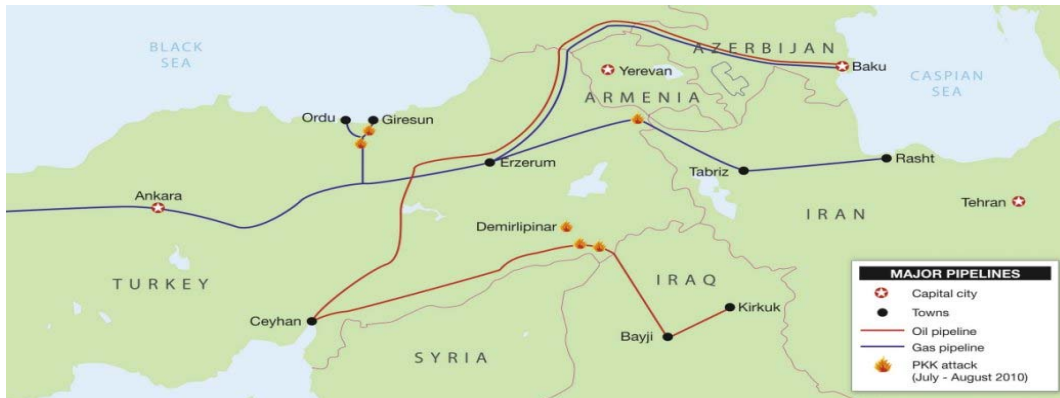 BLACK
SEA
AZERBIJAN
Yerevan
Baku
CASPIAN
SEA
ARMENIA
Ordu
Giresun
Erzerum
Rasht
Tabriz
Ankara
IRAN
Tehran
Demirlipinar
TURKEY
IRAQ
Ceyhan
Kirkuk
Bayji
SYRIA
MAJOR PIPELINES
Capital city
Towns
Oil pipeline
Gas pipeline
PKK attack
(July - August 2010)